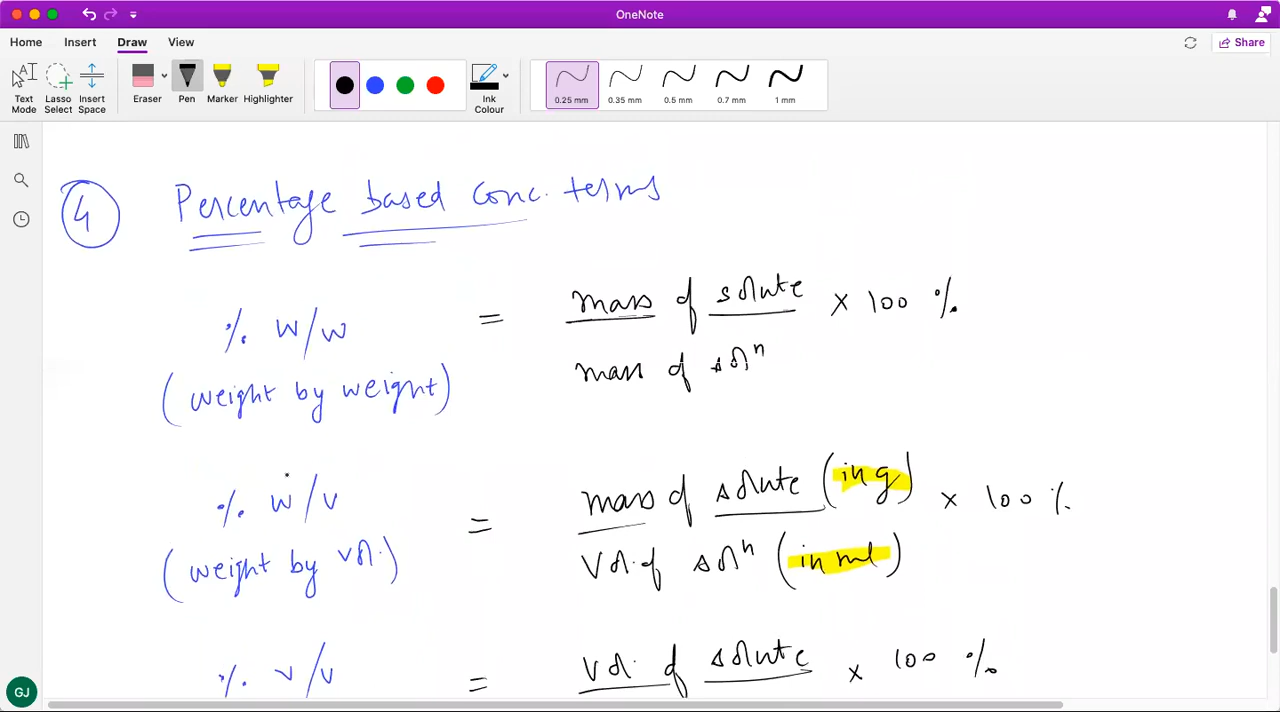 OneNote
Home Insert Draw View
Share
Text Mode
Lasso Select
Insert Space
Eraser
Pen
Marker
Highlighter
Ink Colour
0.25 mm
0.35 mm
0.5 mm
0.7 mm
1 mm
4 Percentage based conc. terms
% w/w = mass of solute × 100 %
(weight by weight) mass of solⁿ
% w/v = mass of solute (in g) × 100 %
(weight by vol.) Vol. of solⁿ (in ml)
% v/v = vol. of solute × 100 %
GJ